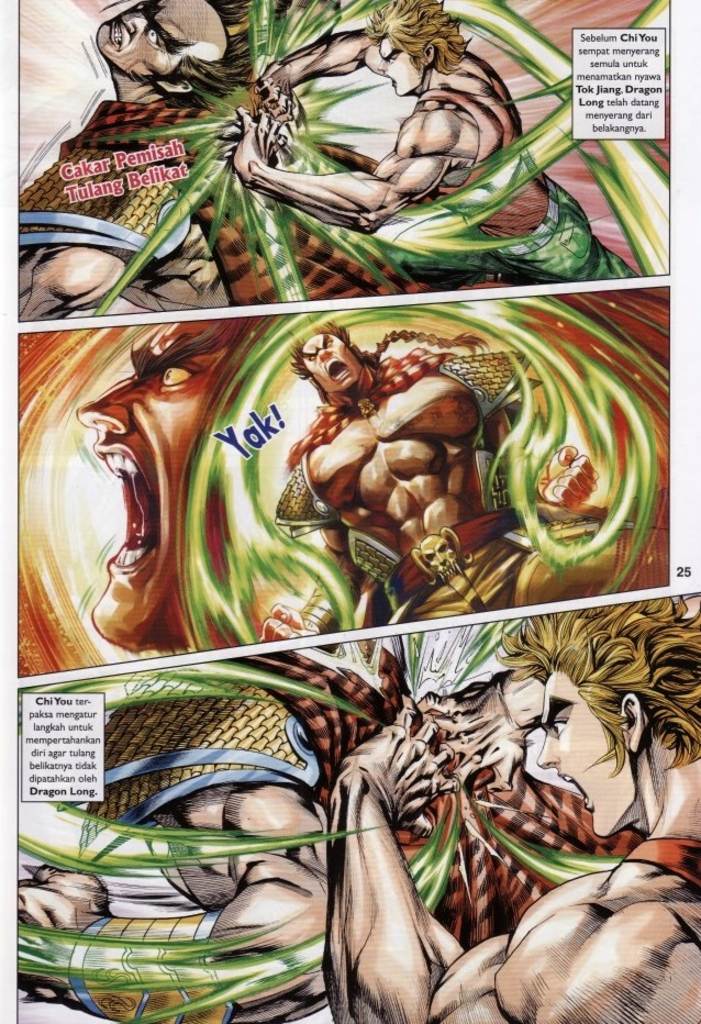 Sebelum Chi You
sempat menyerang
semula untuk
menamatkan nyawa
Tok Jiang, Dragon
Long telah datang
menyerang dari
belakangnya.
Cakar Pemisah
Tulang Belikat
Yak!
25
Chi You ter-
paksa mengatur
langkah untuk
mempertahankan
diri agar tulang
belikatnya tidak
dipatahkan oleh
Dragon Long.